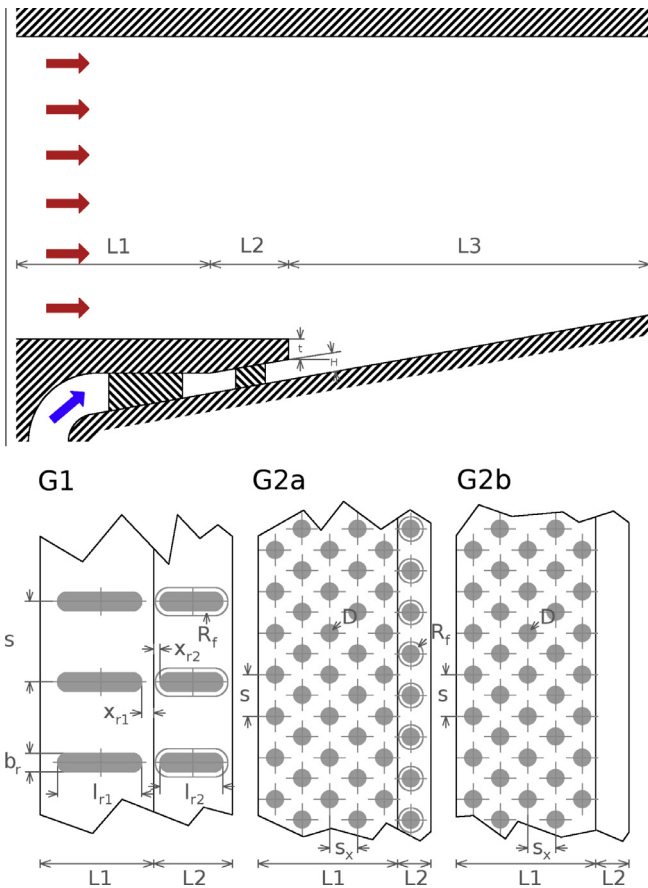 L1 L2 L3
t
H
G1 G2a G2b
s
R_f
x_r2
x_r1
b_r
l_r1 l_r2
D
R_f
s
s_x
D
s
s_x
L1 L2 L1 L2 L1 L2